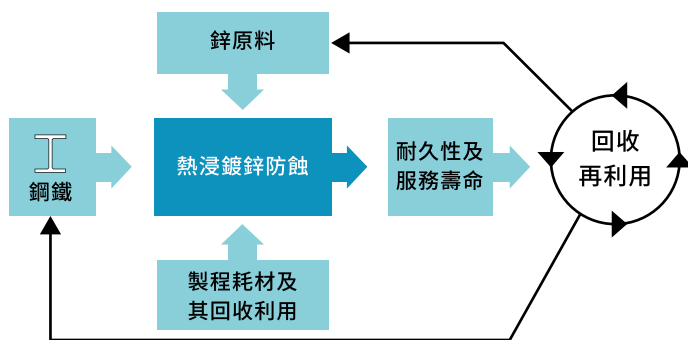 鋅原料
鋼鐵
熱浸鍍鋅防蝕
耐久性及
服務壽命
回收
再利用
製程耗材及
其回收利用